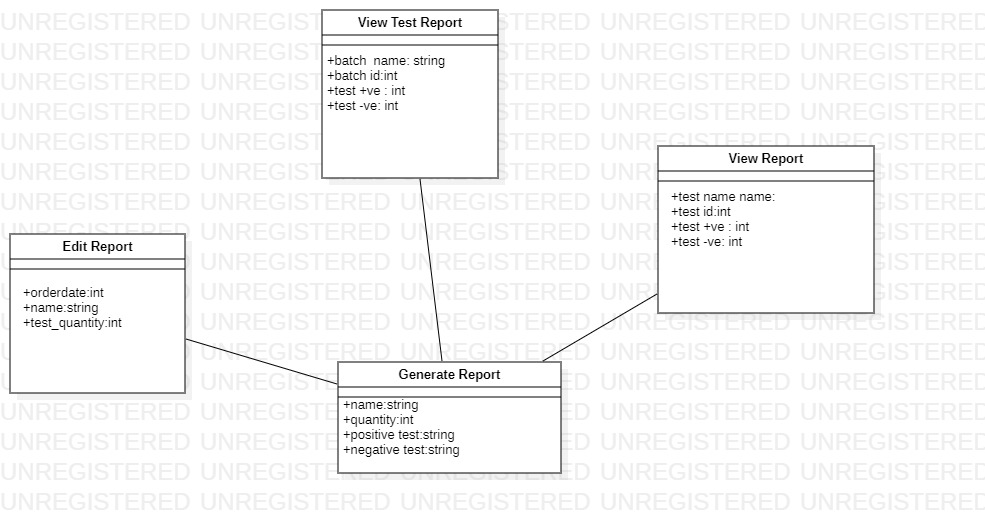 View Test Report
+batch  name: string
+batch id:int
+test +ve : int
+test -ve: int
View Report
+test name name:
+test id:int
+test +ve : int
+test -ve: int
Edit Report
+orderdate:int
+name:string
+test_quantity:int
Generate Report
+name:string
+quantity:int
+positive test:string
+negative test:string
UNREGISTERED